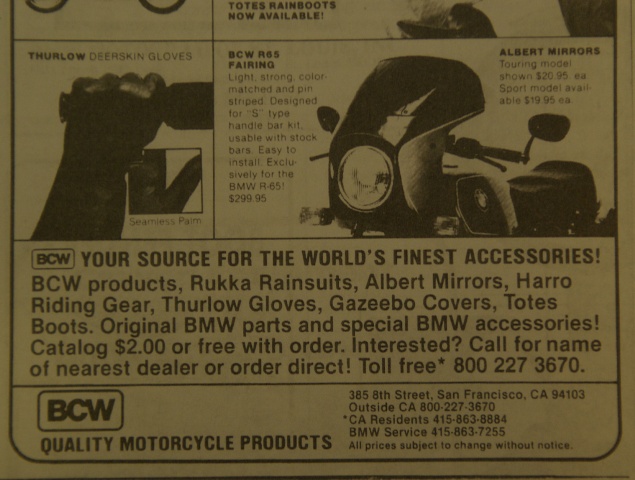 TOTES RAINBOOTS
NOW AVAILABLE!
THURLOW DEERSKIN GLOVES
Seamless Palm
BCW R65
FAIRING
Light, strong, color-
matched and pin
striped. Designed
for "S" type
handle bar kit,
usable with stock
bars. Easy to
install. Exclu-
sively for the
BMW R-65!
$299.95
ALBERT MIRRORS
Touring model
shown $20.95. ea.
Sport model avail-
able $19.95 ea.
BCW YOUR SOURCE FOR THE WORLD'S FINEST ACCESSORIES!
BCW products, Rukka Rainsuits, Albert Mirrors, Harro
Riding Gear, Thurlow Gloves, Gazeebo Covers, Totes
Boots. Original BMW parts and special BMW accessories!
Catalog $2.00 or free with order. Interested? Call for name
of nearest dealer or order direct! Toll free* 800 227 3670.
BCW
QUALITY MOTORCYCLE PRODUCTS
385 8th Street, San Francisco, CA 94103
Outside CA 800-227-3670
*CA Residents 415-863-8884
BMW Service 415-863-7255
All prices subject to change without notice.